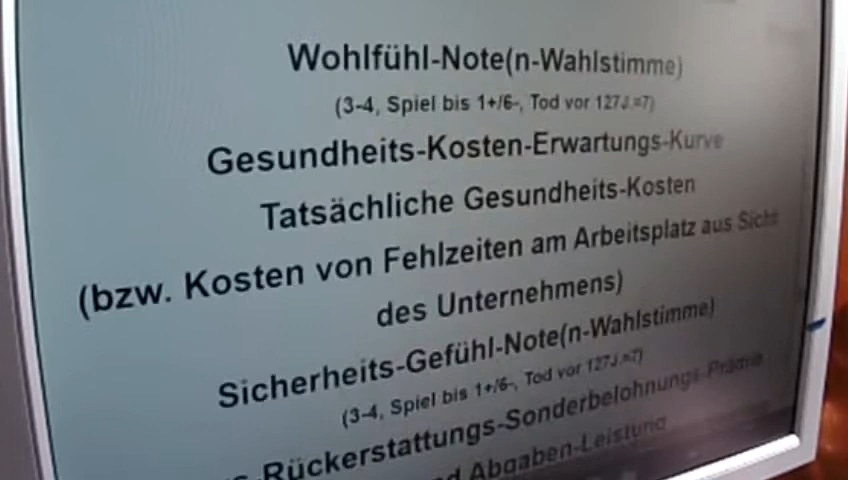 Wohlfühl-Note(n-Wahlstimme)
(3-4, Spiel bis 1+/6-, Tod vor 127J.=7)
Gesundheits-Kosten-Erwartungs-Kurve
Tatsächliche Gesundheits-Kosten
(bzw. Kosten von Fehlzeiten am Arbeitsplatz aus Sicht
des Unternehmens)
Sicherheits-Gefühl-Note(n-Wahlstimme)
(3-4, Spiel bis 1+/6-, Tod vor 127J.=7)
-Rückerstattungs-Sonderbelohnungs-Prämie
Abgaben-Leistung